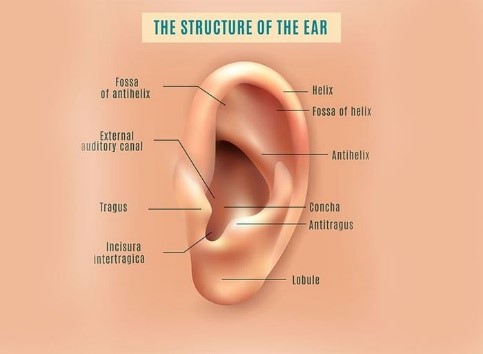 THE STRUCTURE OF THE EAR
Fossa
of antihelix
Helix
Fossa of helix
External
auditory canal
Antihelix
Tragus
Concha
Antitragus
Incisura
intertragica
Lobule